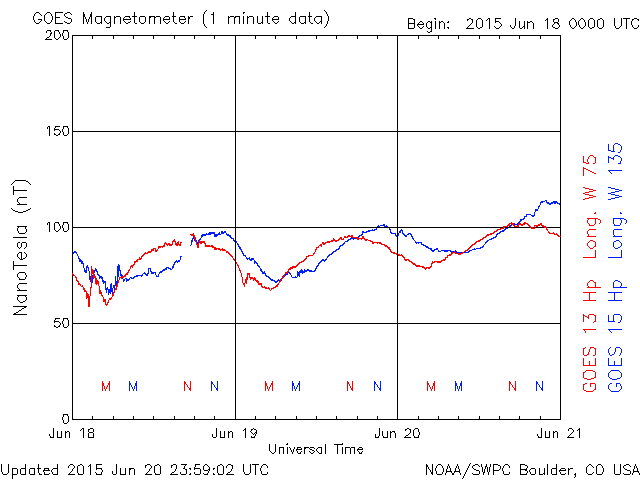 GOES Magnetometer (1 minute data)
Begin: 2015 Jun 18 0000 UTC
200
150
100
50
0
NanoTesla (nT)
M M N N M M N N M M N N
Jun 18 Jun 19 Jun 20 Jun 21
Universal Time
GOES 13 Hp Long. W 75
GOES 15 Hp Long. W 135
Updated 2015 Jun 20 23:59:02 UTC
NOAA/SWPC Boulder, CO USA